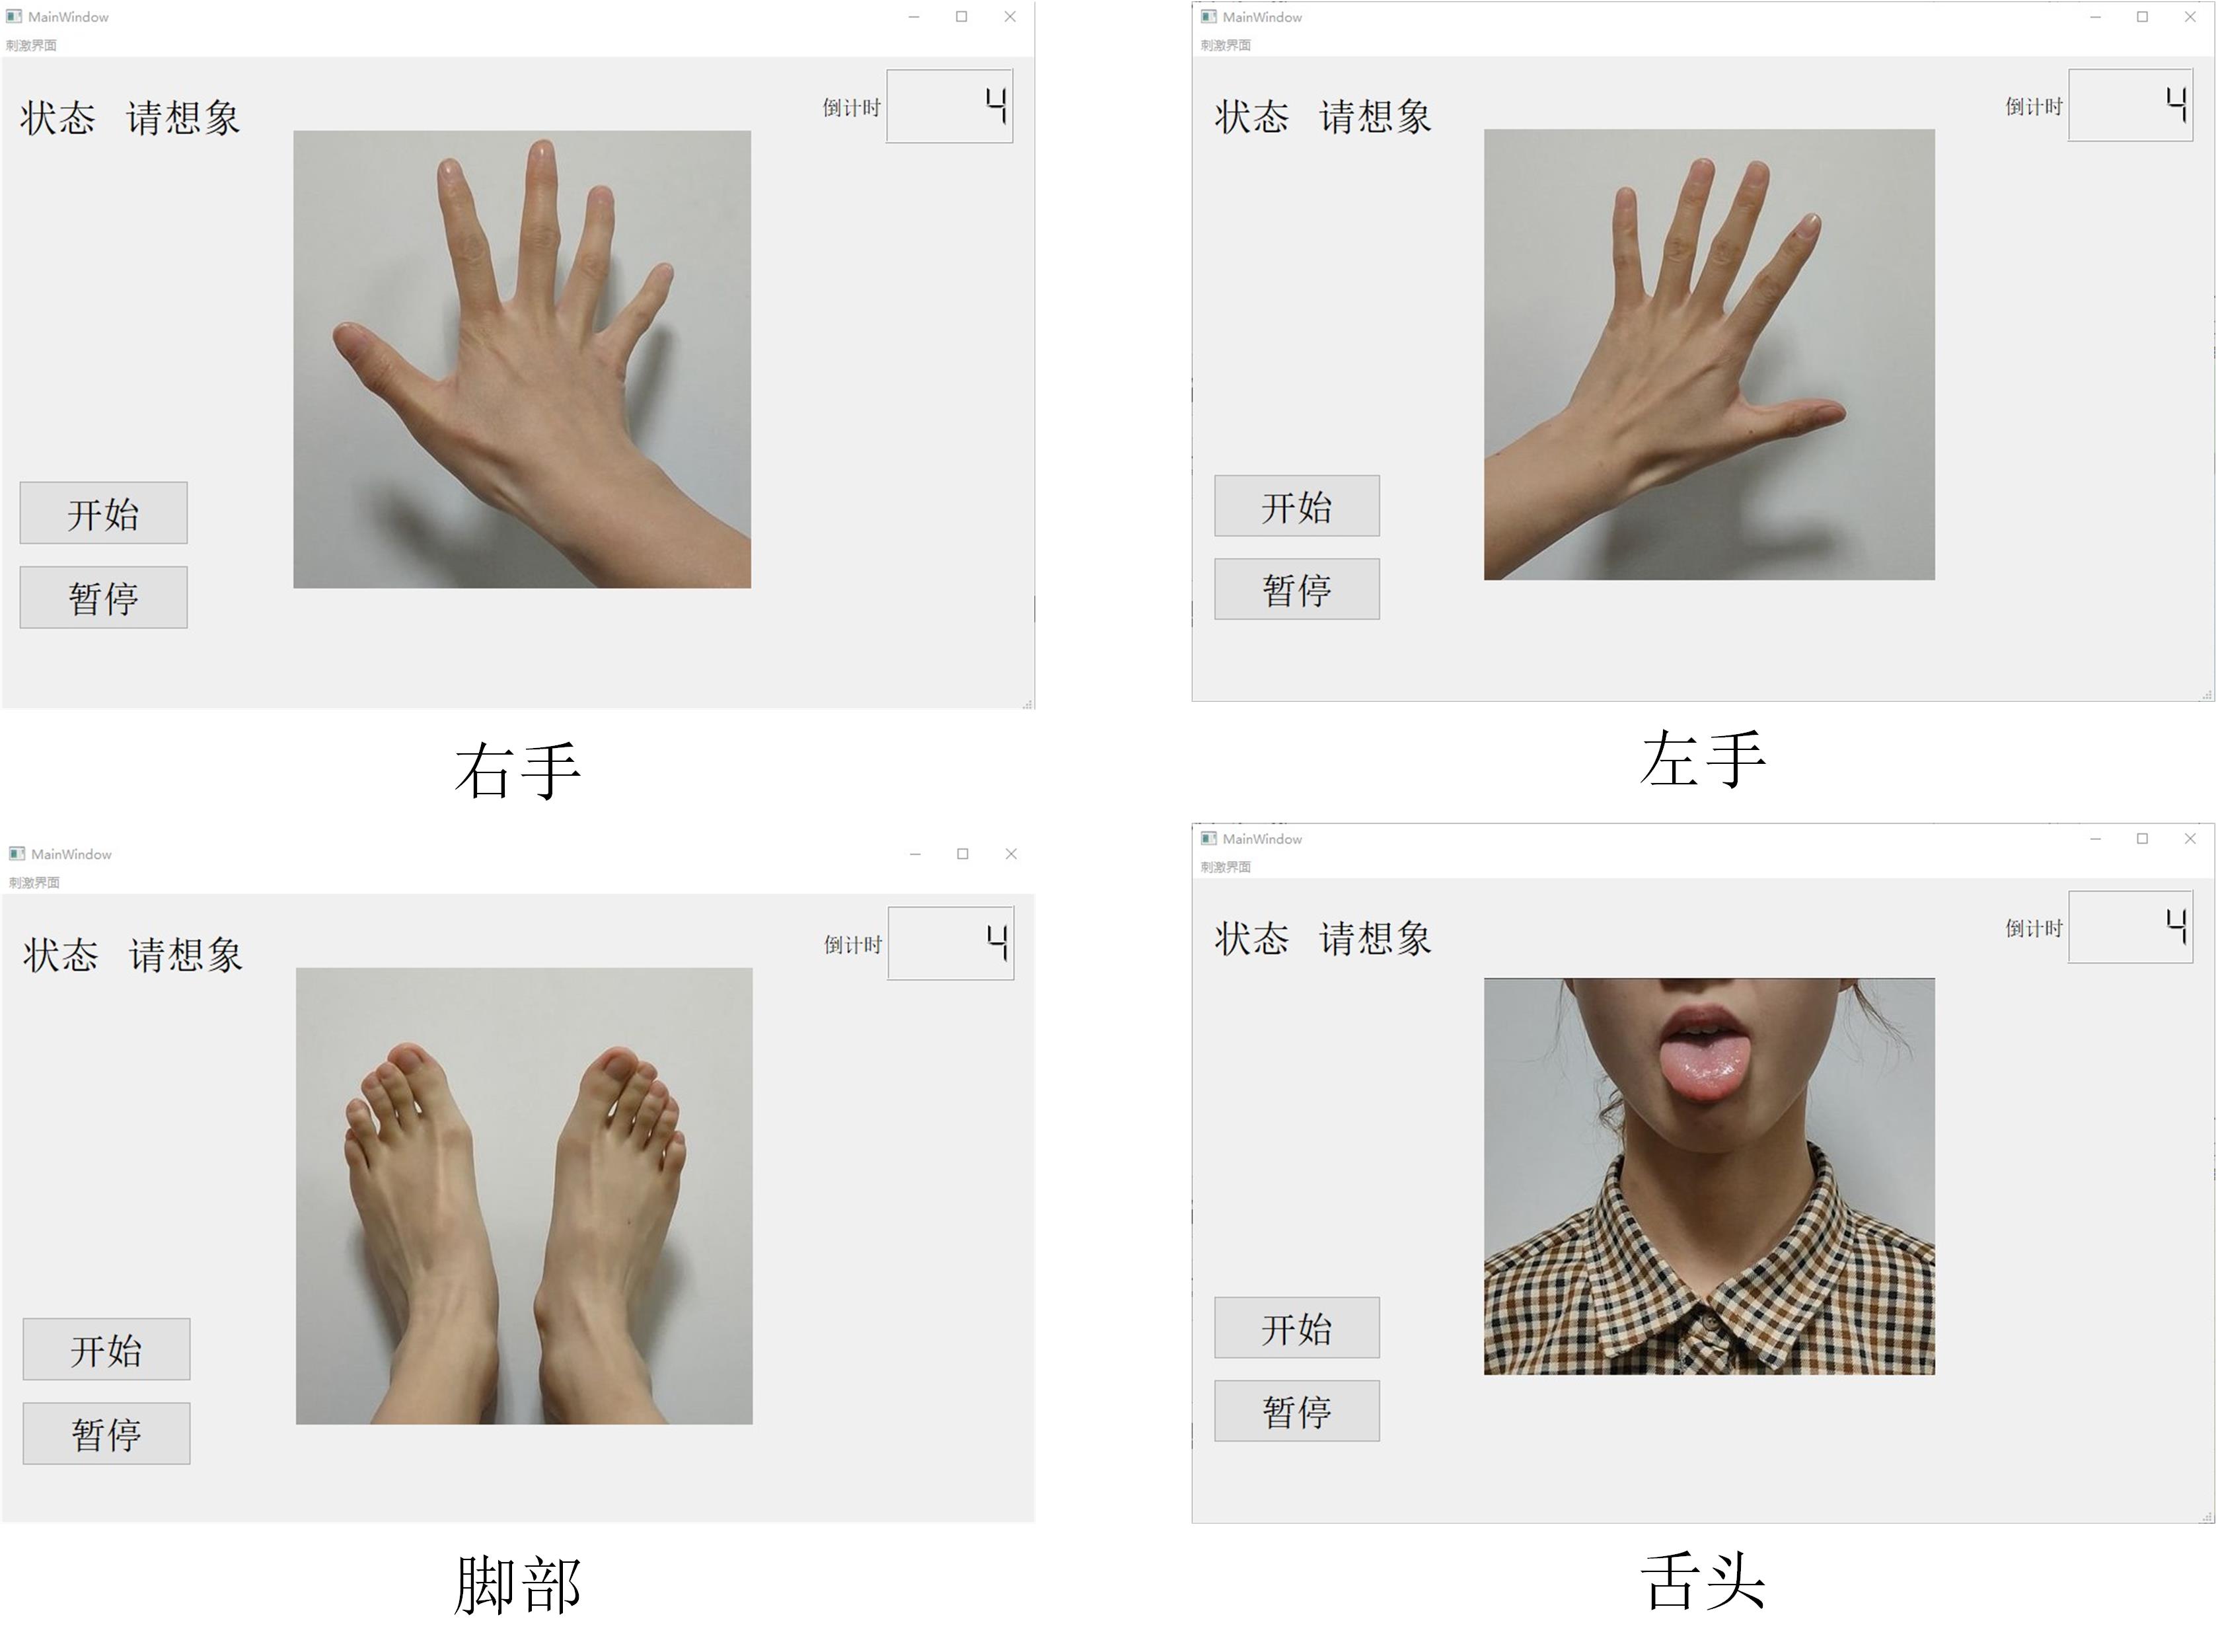 MainWindow
刺激界面
状态 请想象
倒计时 4
开始
暂停
右手
MainWindow
刺激界面
状态 请想象
倒计时 4
开始
暂停
左手
MainWindow
刺激界面
状态 请想象
倒计时 4
开始
暂停
脚部
MainWindow
刺激界面
状态 请想象
倒计时 4
开始
暂停
舌头